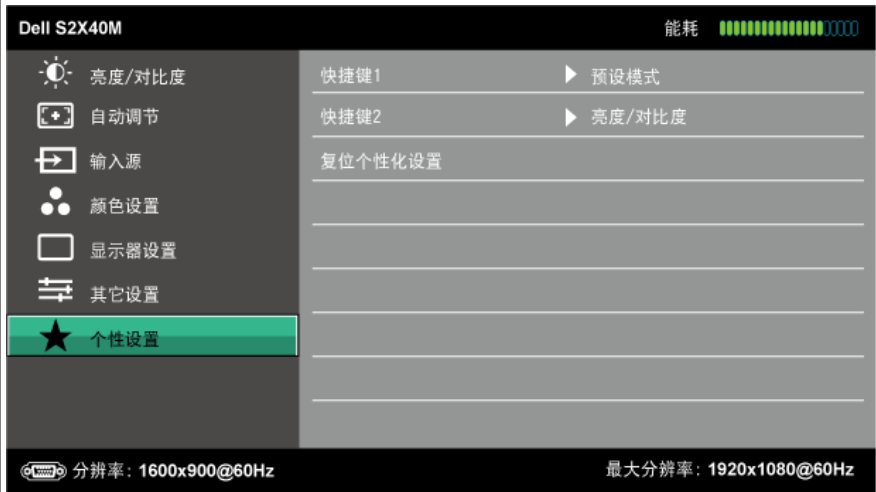 Dell S2X40M 能耗
亮度/对比度 快捷键1 预设模式
自动调节 快捷键2 亮度/对比度
输入源 复位个性化设置
颜色设置
显示器设置
其它设置
个性设置
分辨率: 1600x900@60Hz 最大分辨率: 1920x1080@60Hz